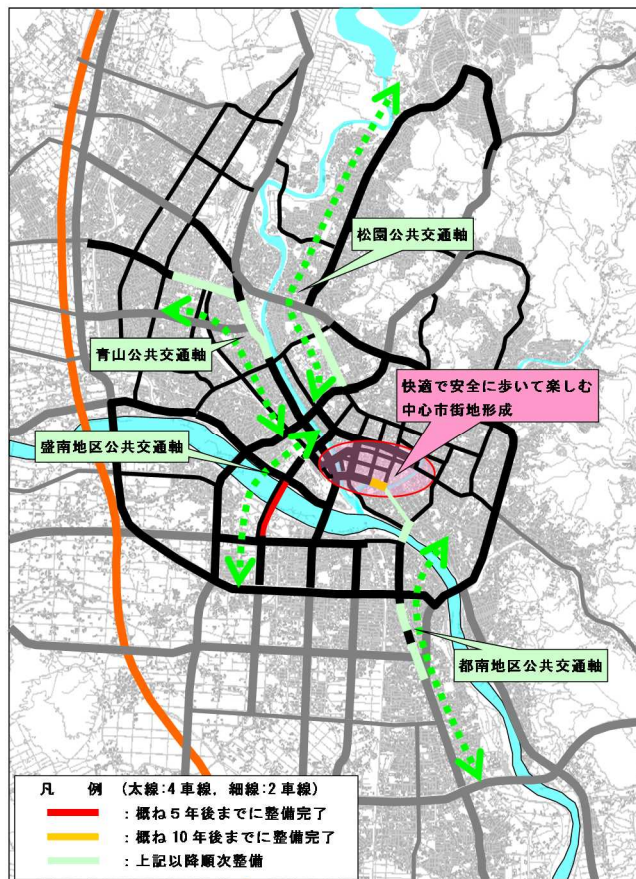 松園公共交通軸
青山公共交通軸
快適で安全に歩いて楽しむ
中心市街地形成
盛南地区公共交通軸
都南地区公共交通軸
凡 例 (太線:4車線, 細線:2車線)
:概ね5年後までに整備完了
:概ね10年後までに整備完了
:上記以降順次整備